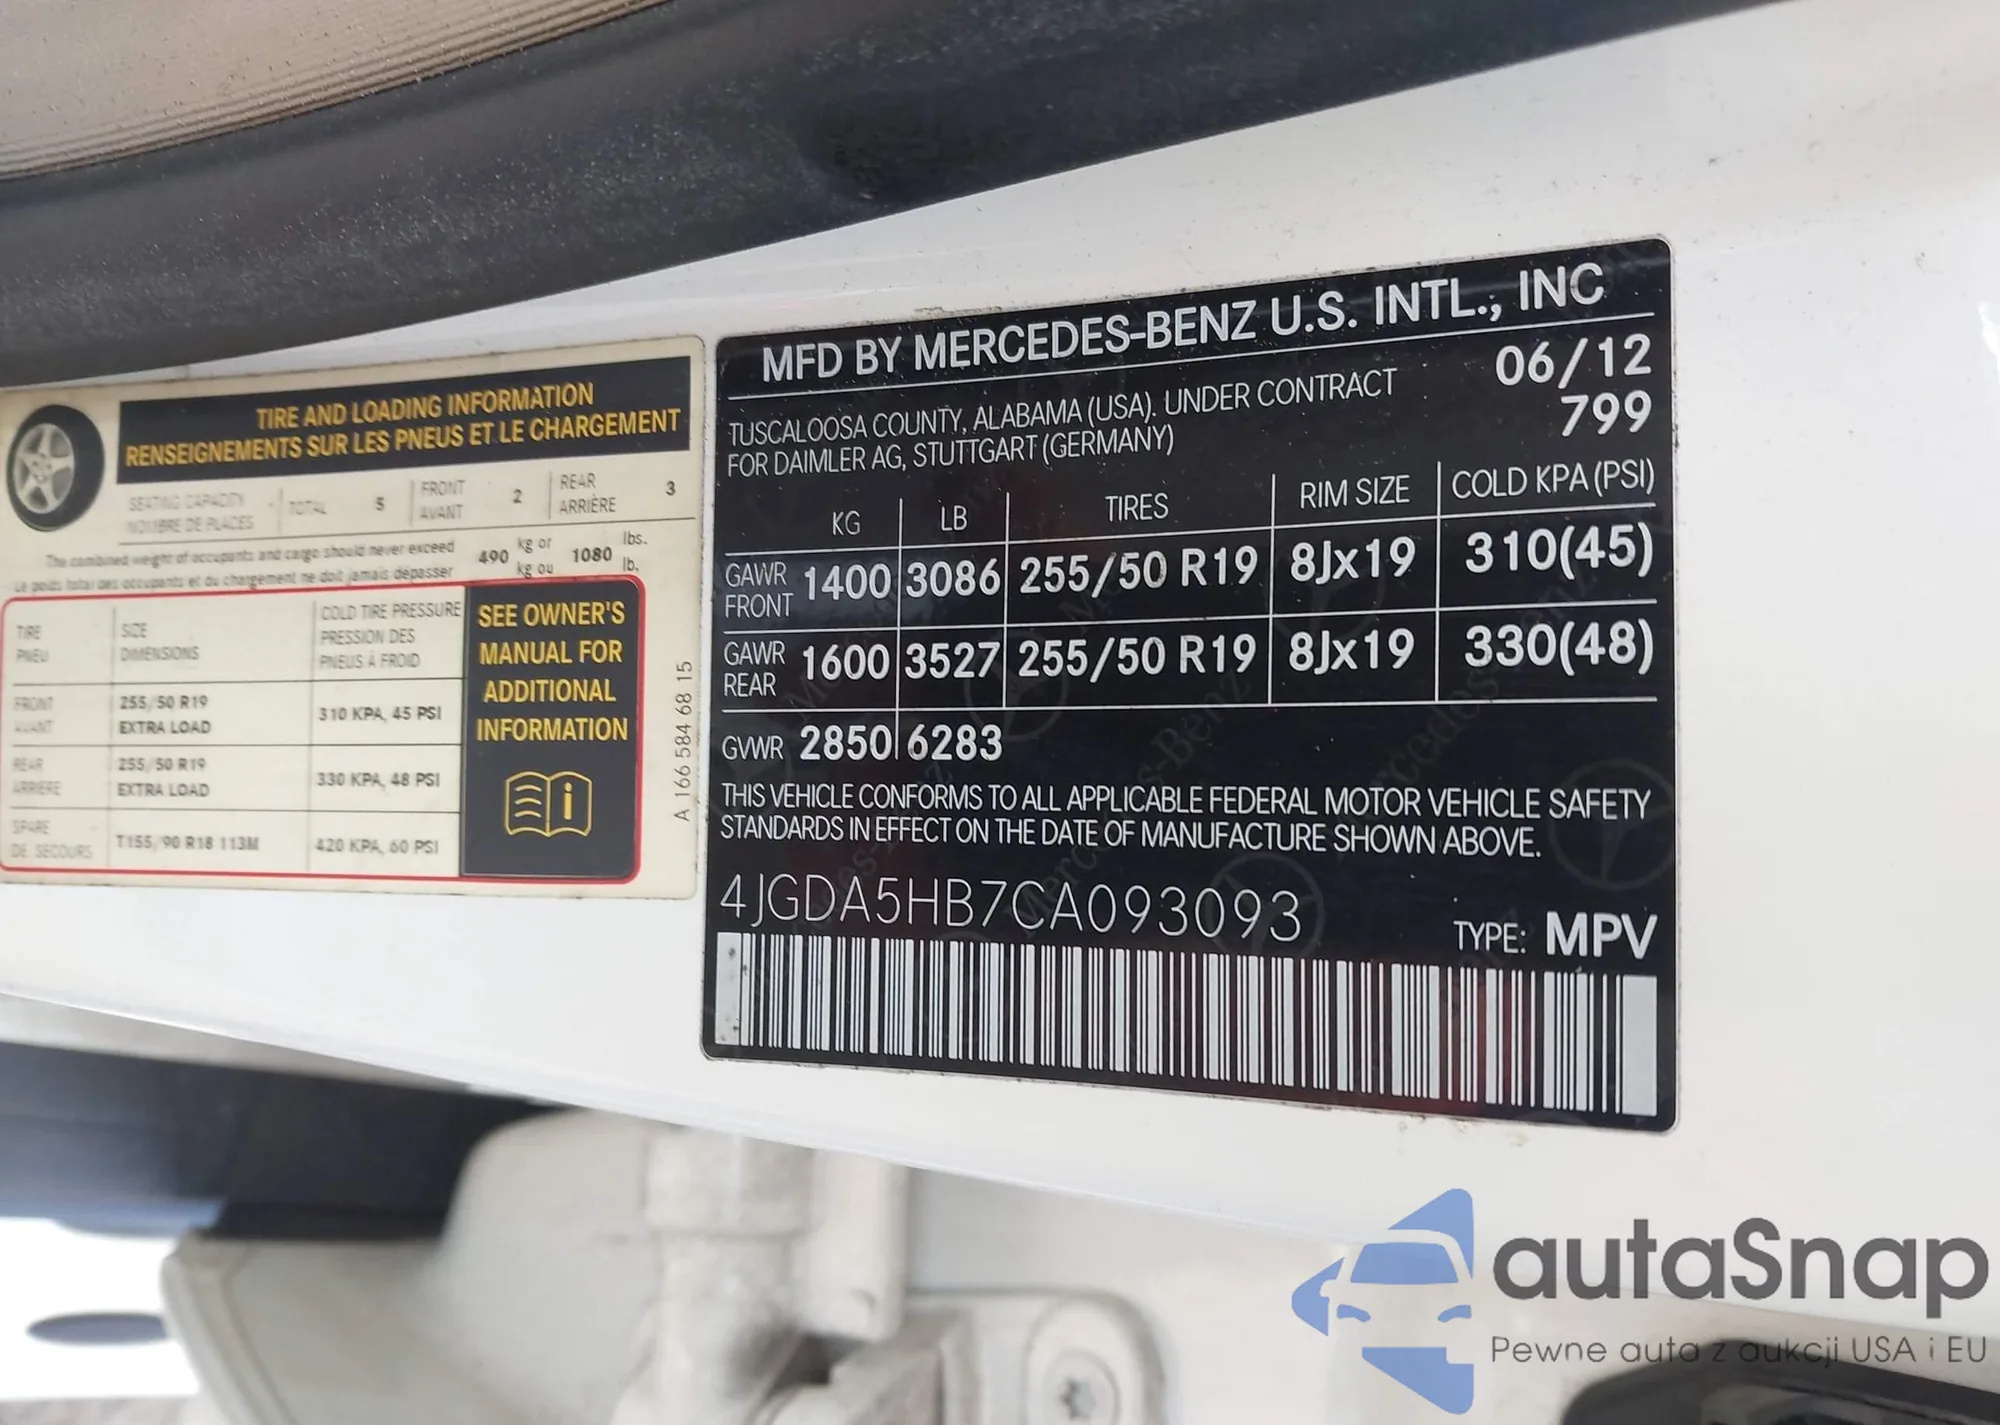 TIRE AND LOADING INFORMATION
RENSEIGNEMENTS SUR LES PNEUS ET LE CHARGEMENT
SEATING CAPACITY - TOTAL 5 FRONT 2 REAR 3
NOMBRE DE PLACES AVANT ARRIÈRE
The combined weight of occupants and cargo should never exceed 490 kg or 1080 lbs.
Le poids total des occupants et du chargement ne doit jamais dépasser kg ou lb.
TIRE SIZE COLD TIRE PRESSURE
PNEU DIMENSIONS PRESSION DES
PNEUS À FROID
FRONT 255/50 R19 310 KPA, 45 PSI
AVANT EXTRA LOAD
REAR 255/50 R19 330 KPA, 48 PSI
ARRIÈRE EXTRA LOAD
SPARE T155/90 R18 113M 420 KPA, 60 PSI
DE SECOURS
SEE OWNER'S
MANUAL FOR
ADDITIONAL
INFORMATION
A 166 584 68 15
MFD BY MERCEDES-BENZ U.S. INTL., INC
TUSCALOOSA COUNTY, ALABAMA (USA). UNDER CONTRACT 06/12
FOR DAIMLER AG, STUTTGART (GERMANY) 799
KG LB TIRES RIM SIZE COLD KPA (PSI)
GAWR FRONT 1400 3086 255/50 R19 8Jx19 310(45)
GAWR REAR 1600 3527 255/50 R19 8Jx19 330(48)
GVWR 2850 6283
THIS VEHICLE CONFORMS TO ALL APPLICABLE FEDERAL MOTOR VEHICLE SAFETY
STANDARDS IN EFFECT ON THE DATE OF MANUFACTURE SHOWN ABOVE.
4JGDA5HB7CA093093 TYPE: MPV
autaSnap
Pewne auta z aukcji USA i EU